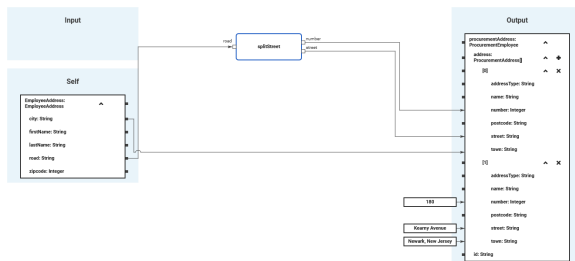 Input
Self
EmployeeAddress:
EmployeeAddress
city: String
firstName: String
lastName: String
road: String
zipcode: Integer
road
splitStreet
number
street
180
Kearny Avenue
Newark, New Jersey
Output
procurementAddress:
ProcurementEmployee
address:
ProcurementAddress[]
[0]
addressType: String
name: String
number: Integer
postcode: String
street: String
town: String
[1]
addressType: String
name: String
number: Integer
postcode: String
street: String
town: String
id: String